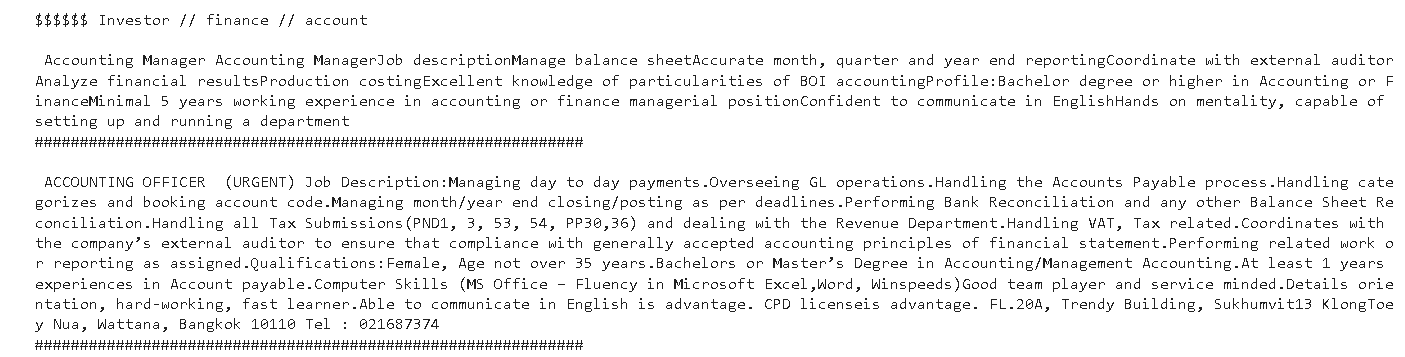 $$$$$$ Investor // finance // account
Accounting Manager Accounting ManagerJob descriptionManage balance sheetAccurate month, quarter and year end reportingCoordinate with external auditor
Analyze financial resultsProduction costingExcellent knowledge of particularities of BOI accountingProfile:Bachelor degree or higher in Accounting or F
inanceMinimal 5 years working experience in accounting or finance managerial positionConfident to communicate in EnglishHands on mentality, capable of
setting up and running a department
#############################################################
ACCOUNTING OFFICER  (URGENT) Job Description:Managing day to day payments.Overseeing GL operations.Handling the Accounts Payable process.Handling cate
gorizes and booking account code.Managing month/year end closing/posting as per deadlines.Performing Bank Reconciliation and any other Balance Sheet Re
conciliation.Handling all Tax Submissions(PND1, 3, 53, 54, PP30,36) and dealing with the Revenue Department.Handling VAT, Tax related.Coordinates with
the company’s external auditor to ensure that compliance with generally accepted accounting principles of financial statement.Performing related work o
r reporting as assigned.Qualifications:Female, Age not over 35 years.Bachelors or Master’s Degree in Accounting/Management Accounting.At least 1 years
experiences in Account payable.Computer Skills (MS Office – Fluency in Microsoft Excel,Word, Winspeeds)Good team player and service minded.Details orie
ntation, hard-working, fast learner.Able to communicate in English is advantage. CPD licenseis advantage. FL.20A, Trendy Building, Sukhumvit13 KlongToe
y Nua, Wattana, Bangkok 10110 Tel : 021687374
#############################################################